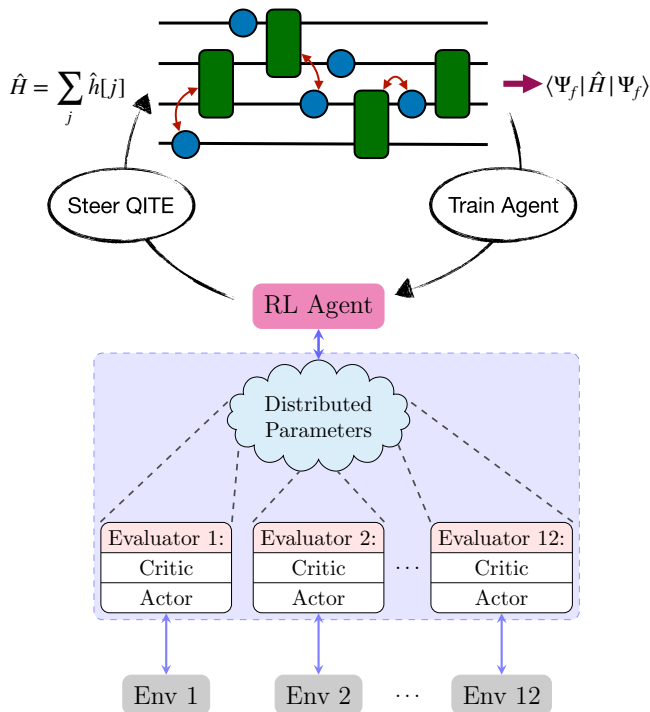 Ĥ = ∑_j ĥ[j]
⟨Ψ_f|Ĥ|Ψ_f⟩
Steer QITE
Train Agent
RL Agent
Distributed
Parameters
Evaluator 1:
Critic
Actor
Evaluator 2:
Critic
Actor
...
Evaluator 12:
Critic
Actor
Env 1
Env 2
...
Env 12